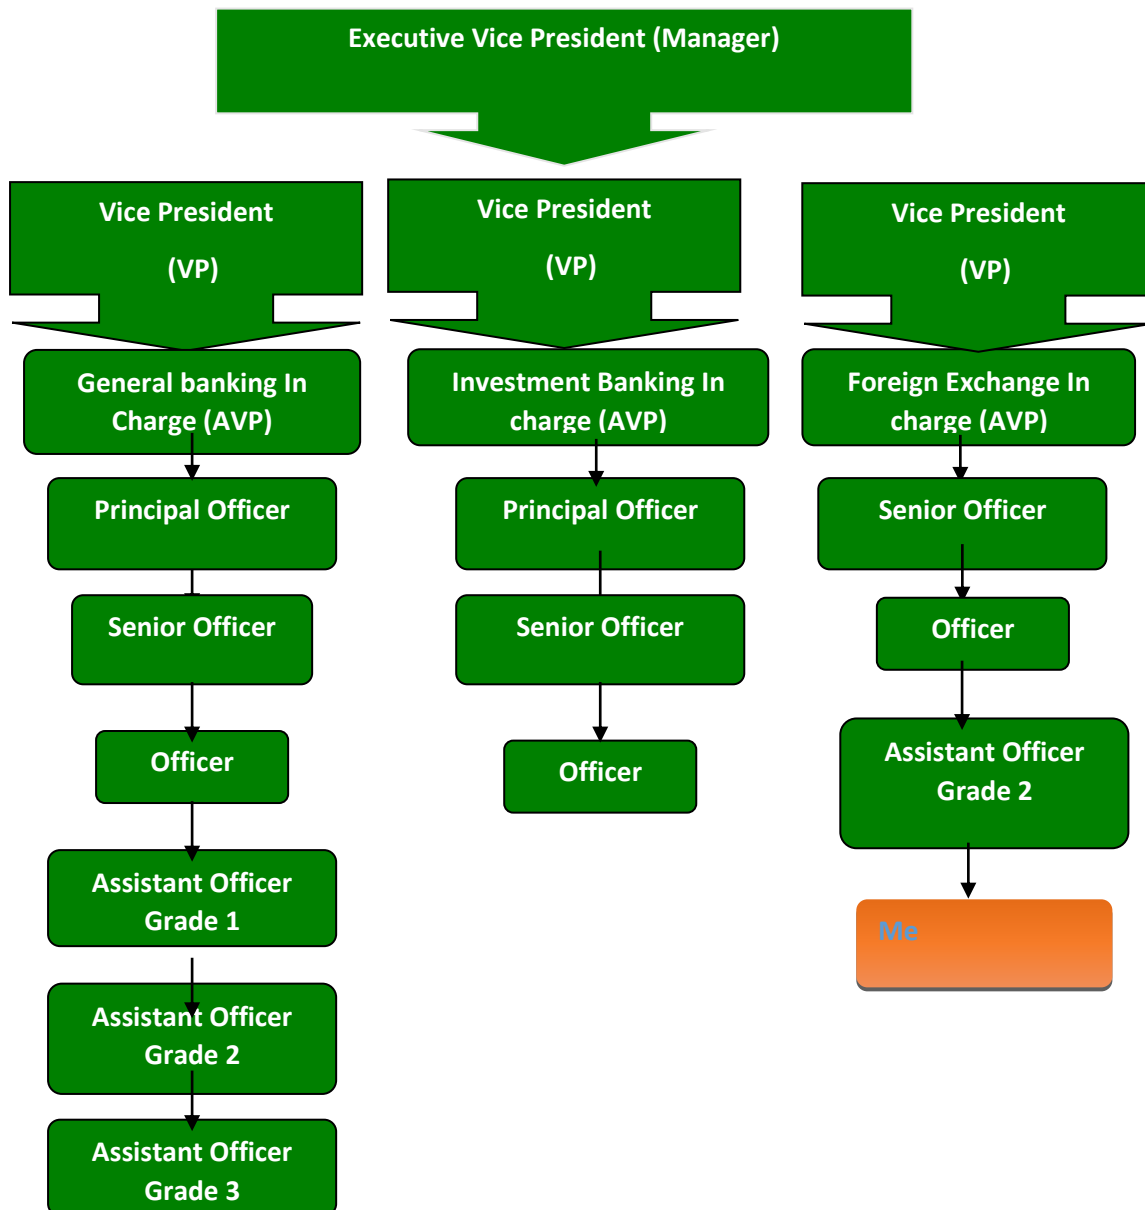 Executive Vice President (Manager)
Vice President
(VP)
Vice President
(VP)
Vice President
(VP)
General banking In
Charge (AVP)
Investment Banking In
charge (AVP)
Foreign Exchange In
charge (AVP)
Principal Officer
Principal Officer
Senior Officer
Senior Officer
Senior Officer
Officer
Officer
Officer
Assistant Officer
Grade 2
Assistant Officer
Grade 1
Me
Assistant Officer
Grade 2
Assistant Officer
Grade 3